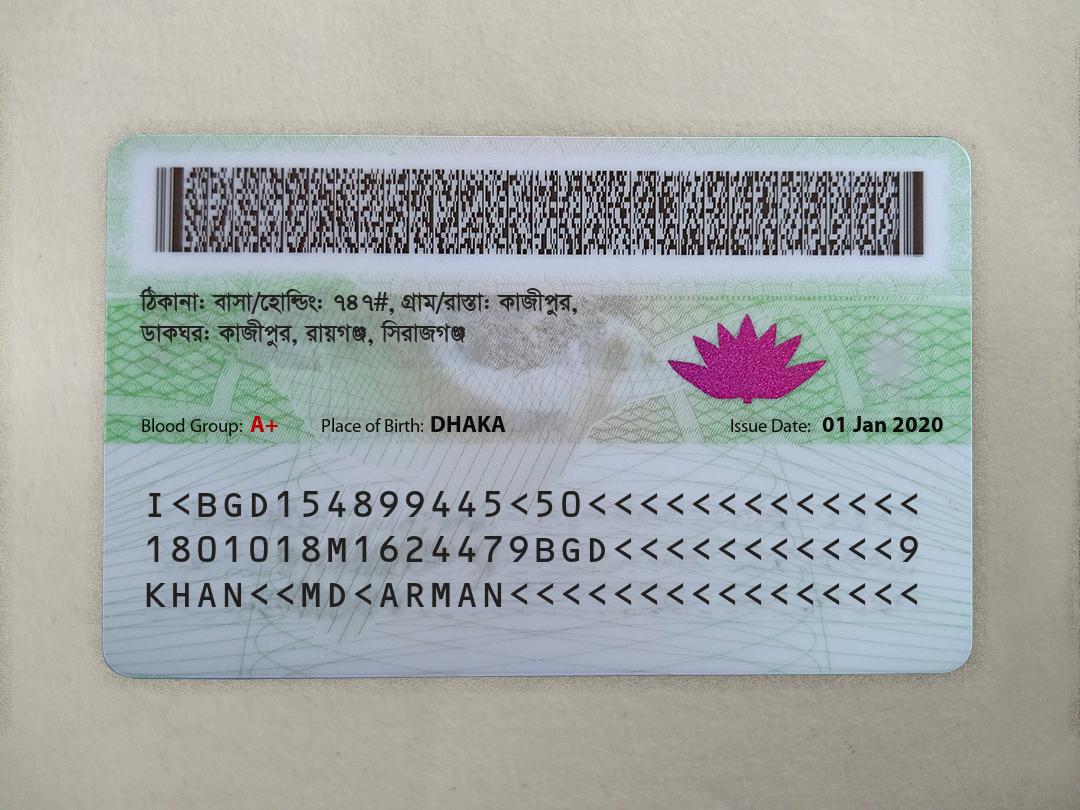 ঠিকানা: বাসা/হোল্ডিং: ৭৪৭#, গ্রাম/রাস্তা: কাজীপুর,
ডাকঘর: কাজীপুর, রায়গঞ্জ, সিরাজগঞ্জ
Blood Group: A+ Place of Birth: DHAKA Issue Date: 01 Jan 2020
I<BGD154899445<50<<<<<<<<<<<<<
1801018M1624479BGD<<<<<<<<<<<9
KHAN<<MD<ARMAN<<<<<<<<<<<<<<<<